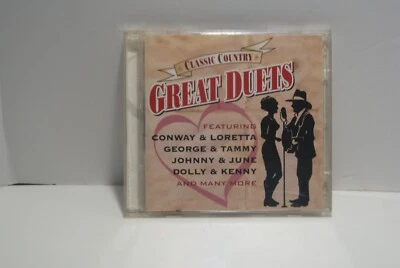 CLASSIC COUNTRY
GREAT DUETS
FEATURING
CONWAY & LORETTA
GEORGE & TAMMY
JOHNNY & JUNE
DOLLY & KENNY
AND MANY MORE